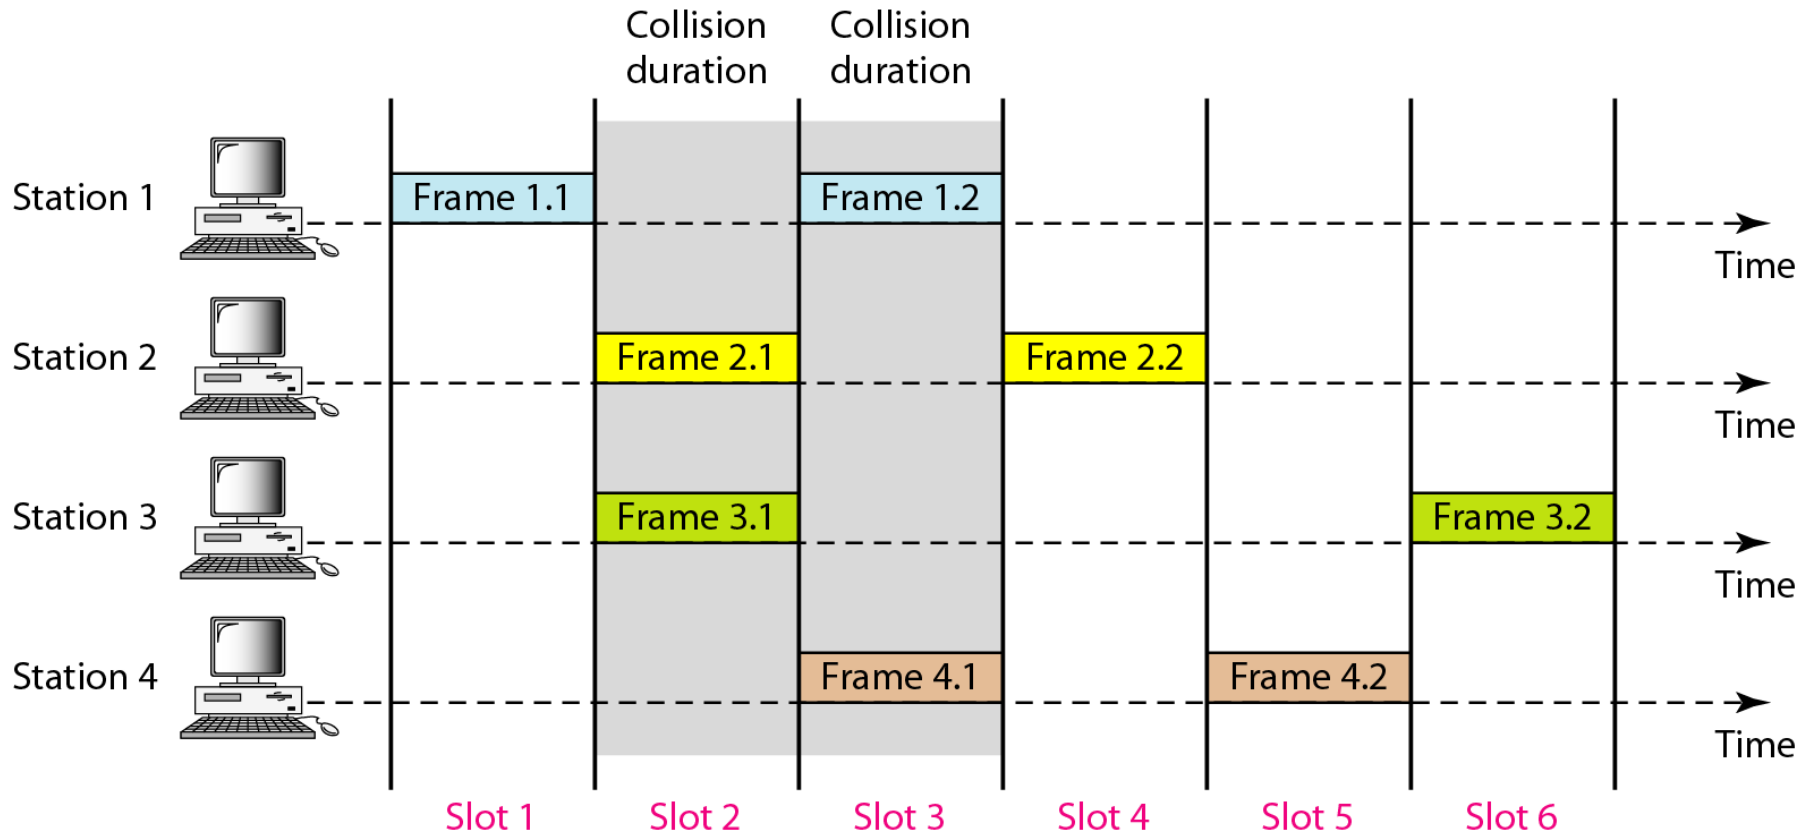 Collision
duration
Collision
duration
Station 1
Frame 1.1
Frame 1.2
Time
Station 2
Frame 2.1
Frame 2.2
Time
Station 3
Frame 3.1
Frame 3.2
Time
Station 4
Frame 4.1
Frame 4.2
Time
Slot 1
Slot 2
Slot 3
Slot 4
Slot 5
Slot 6